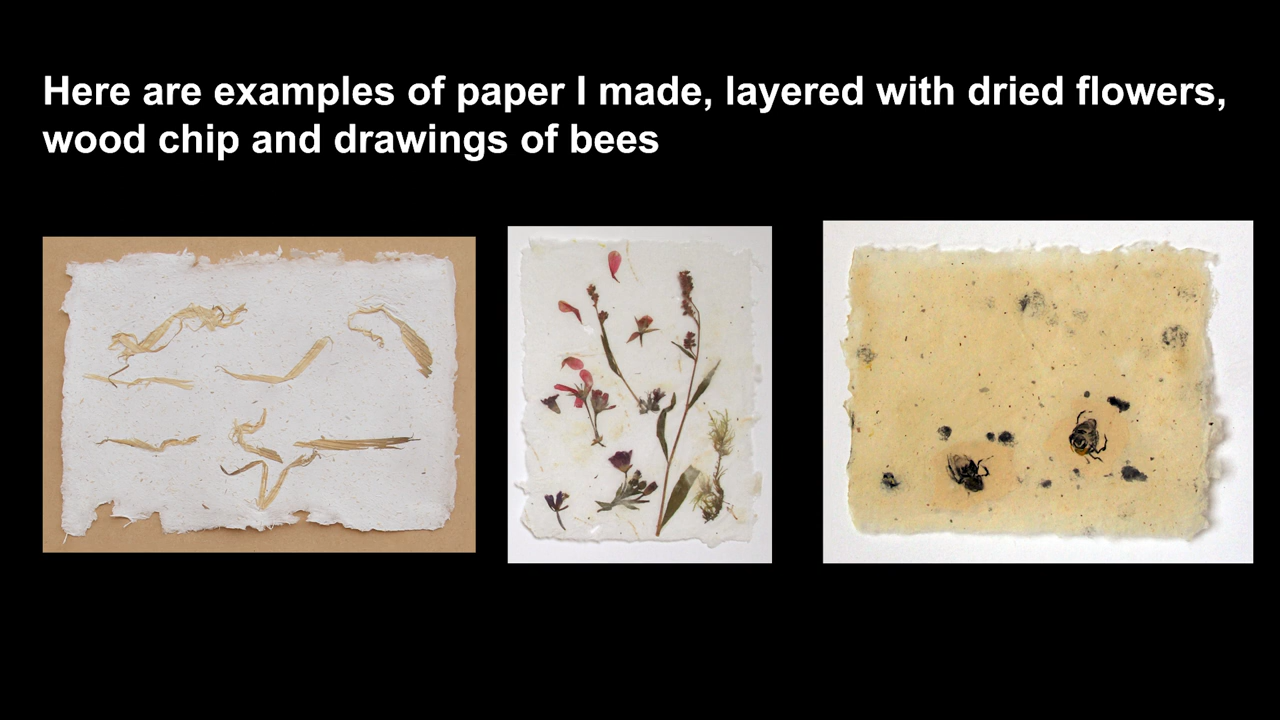 Here are examples of paper I made, layered with dried flowers,
wood chip and drawings of bees